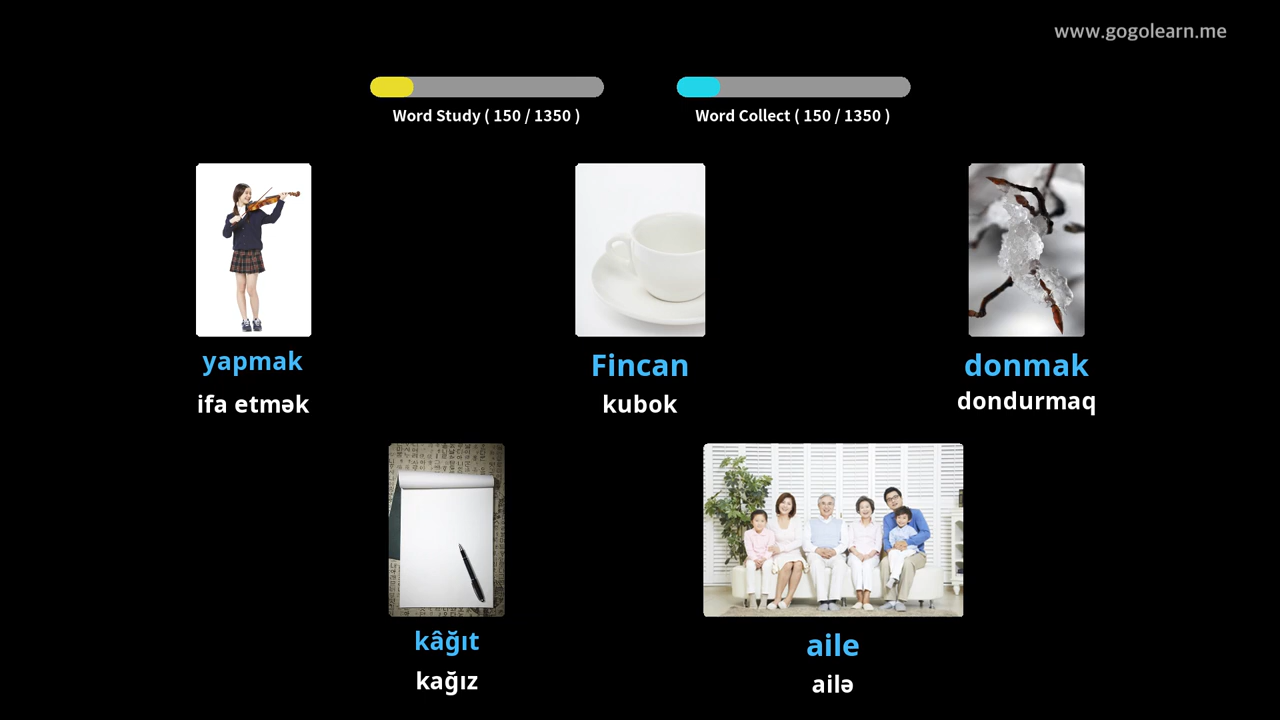 www.gogolearn.me
Word Study ( 150 / 1350 )
Word Collect ( 150 / 1350 )
yapmak
ifa etmək
Fincan
kubok
donmak
dondurmaq
kâğıt
kağız
aile
ailə